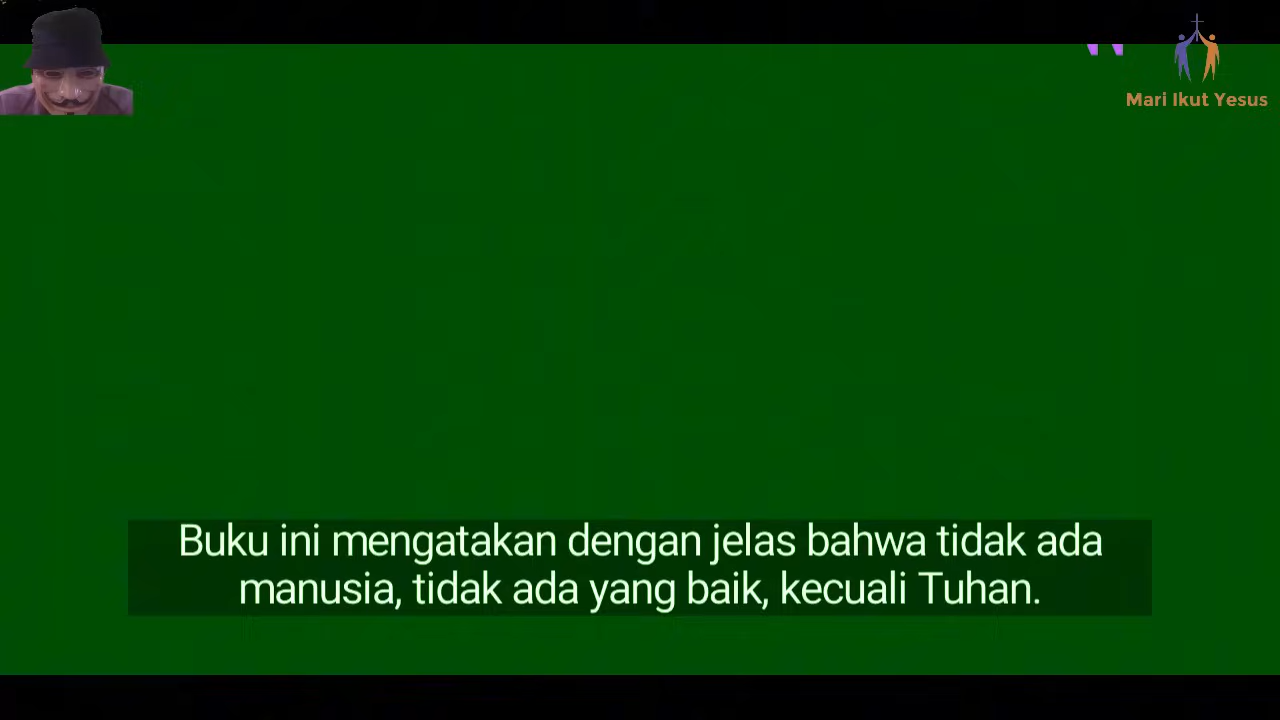 Mari Ikut Yesus
Buku ini mengatakan dengan jelas bahwa tidak ada
manusia, tidak ada yang baik, kecuali Tuhan.